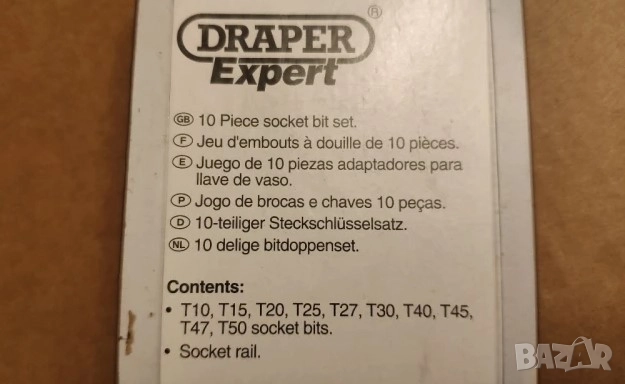 DRAPER®
Expert
GB 10 Piece socket bit set.
F Jeu d'embouts à douille de 10 pièces.
E Juego de 10 piezas adaptadores para
llave de vaso.
P Jogo de brocas e chaves 10 peças.
D 10-teiliger Steckschlüsselsatz.
NL 10 delige bitdoppenset.
Contents:
• T10, T15, T20, T25, T27, T30, T40, T45,
T47, T50 socket bits.
• Socket rail.
BAZAR